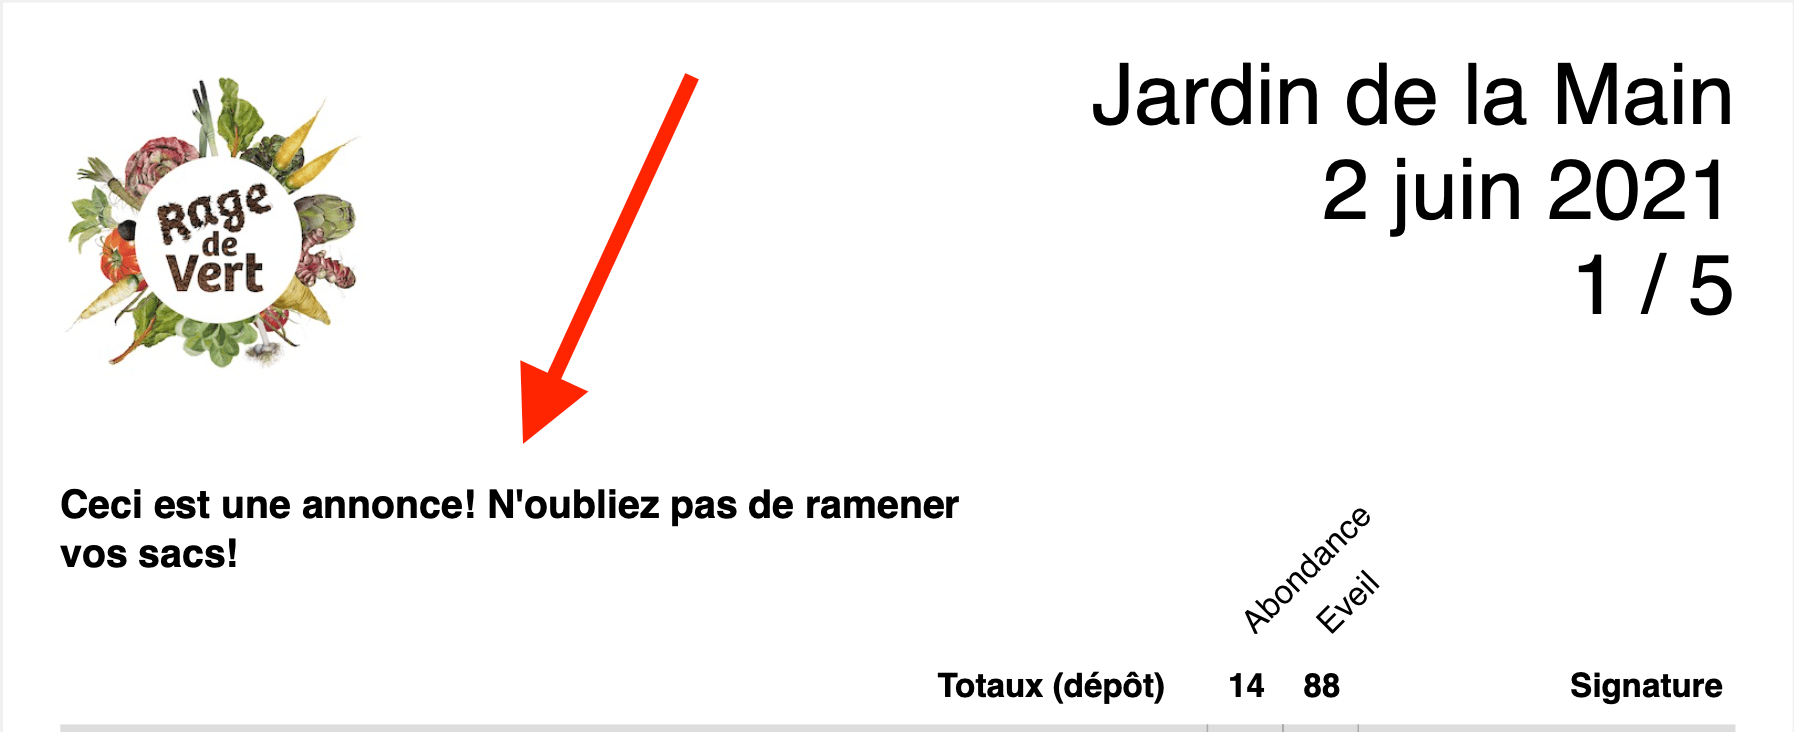 Rage
de
Vert
Jardin de la Main
2 juin 2021
1 / 5
Ceci est une annonce! N'oubliez pas de ramener
vos sacs!
Abondance
Eveil
Totaux (dépôt) 14 88 Signature